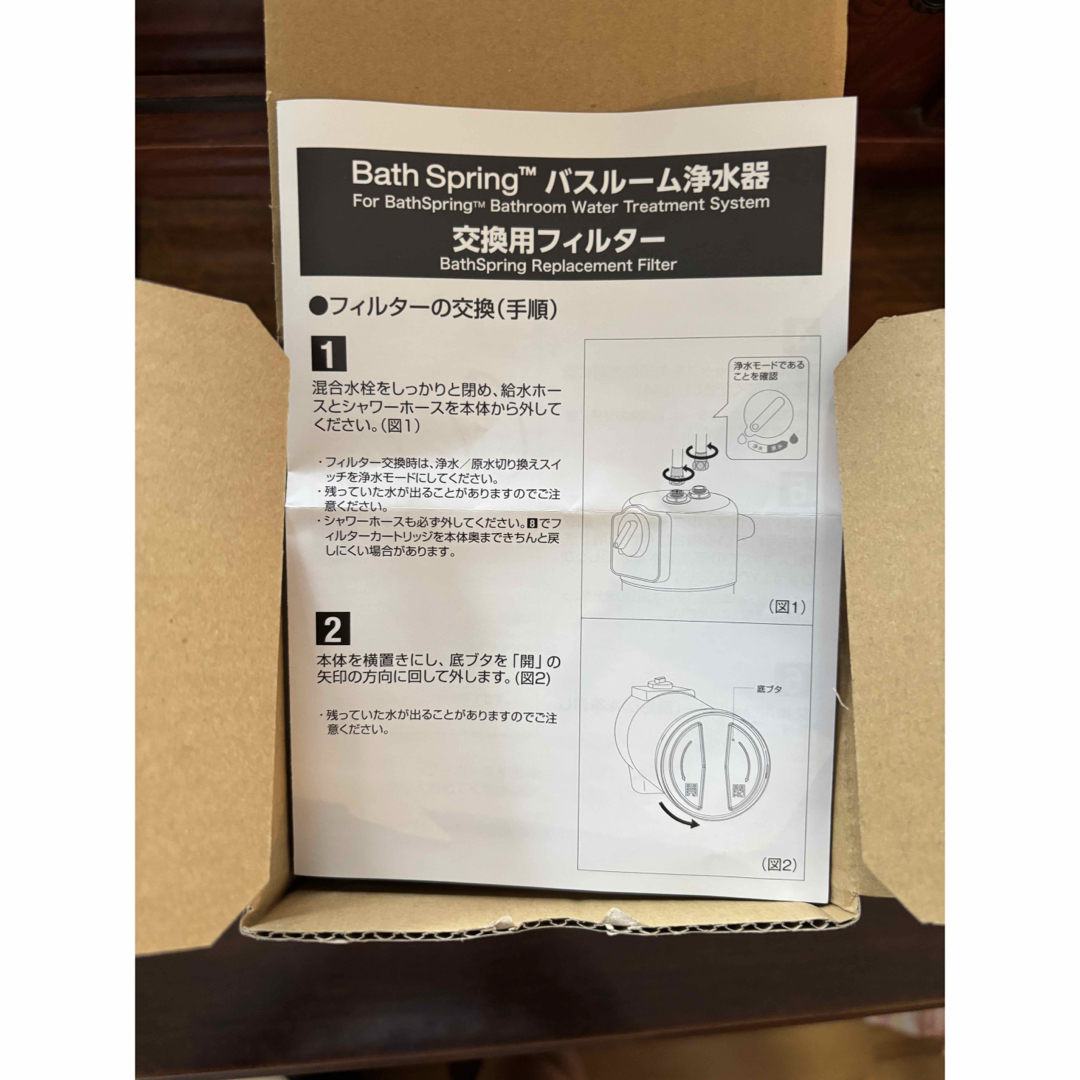 Bath Spring™ バスルーム浄水器
For BathSpring™ Bathroom Water Treatment System
交換用フィルター
BathSpring Replacement Filter
●フィルターの交換(手順)
1
混合水栓をしっかりと閉め、給水ホー
スとシャワーホースを本体から外して
ください。(図1)
・フィルター交換時は、浄水／原水切り換えスイ
ッチを浄水モードにしてください。
・残っていた水が出ることがありますのでご注
意ください。
・シャワーホースも必ず外してください。8でフ
ィルターカートリッジを本体奥まできちんと戻
しにくい場合があります。
浄水モードである
ことを確認
浄水
原水
(図1)
2
本体を横置きにし、底ブタを「開」の
矢印の方向に回して外します。(図2)
・残っていた水が出ることがありますのでご注
意ください。
底ブタ
(図2)